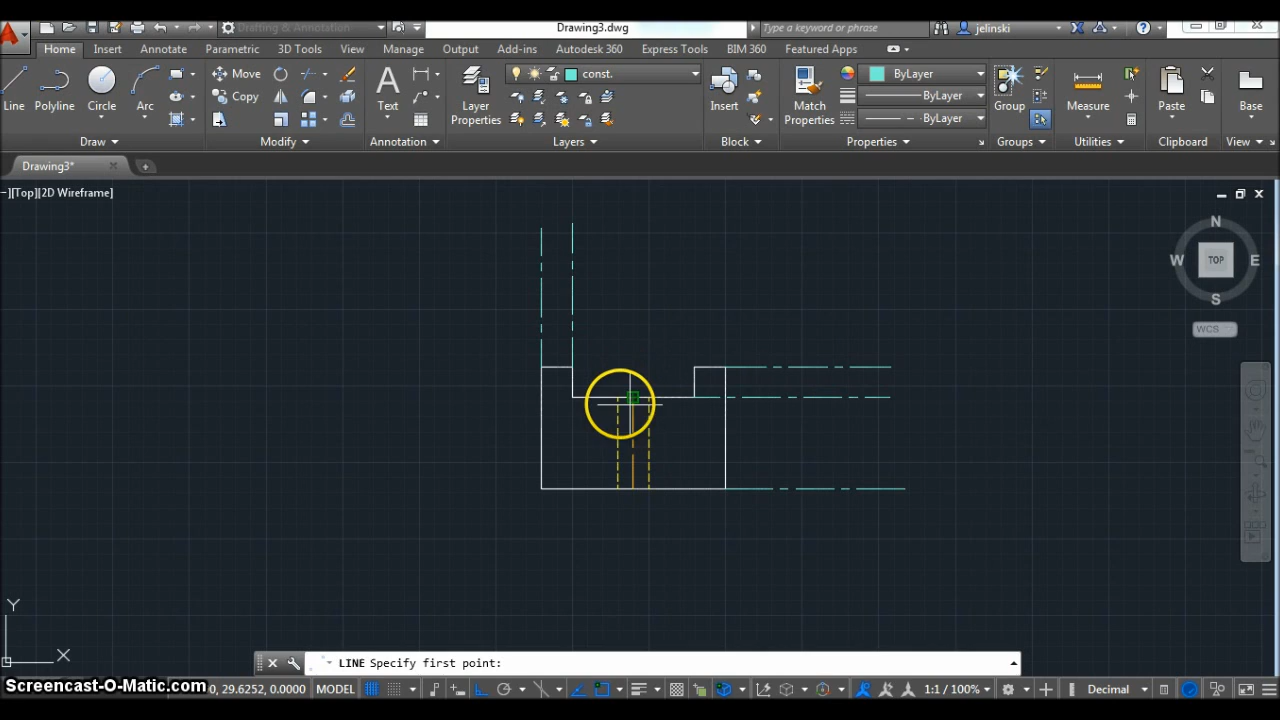 Drafting & Annotation
Drawing3.dwg
Type a keyword or phrase
jelinski
Home Insert Annotate Parametric 3D Tools View Manage Output Add-ins Autodesk 360 Express Tools BIM 360 Featured Apps
Line Polyline Circle Arc Move Copy Text Layer Properties const. Insert Match Properties ByLayer ByLayer ByLayer Group Measure Paste Base
Draw Modify Annotation Layers Block Properties Groups Utilities Clipboard View
Drawing3*
][Top][2D Wireframe]
N
W TOP E
S
WCS
Y
X
LINE Specify first point:
Screencast-O-Matic.com 0, 29.6252, 0.0000 MODEL 1:1 / 100% Decimal